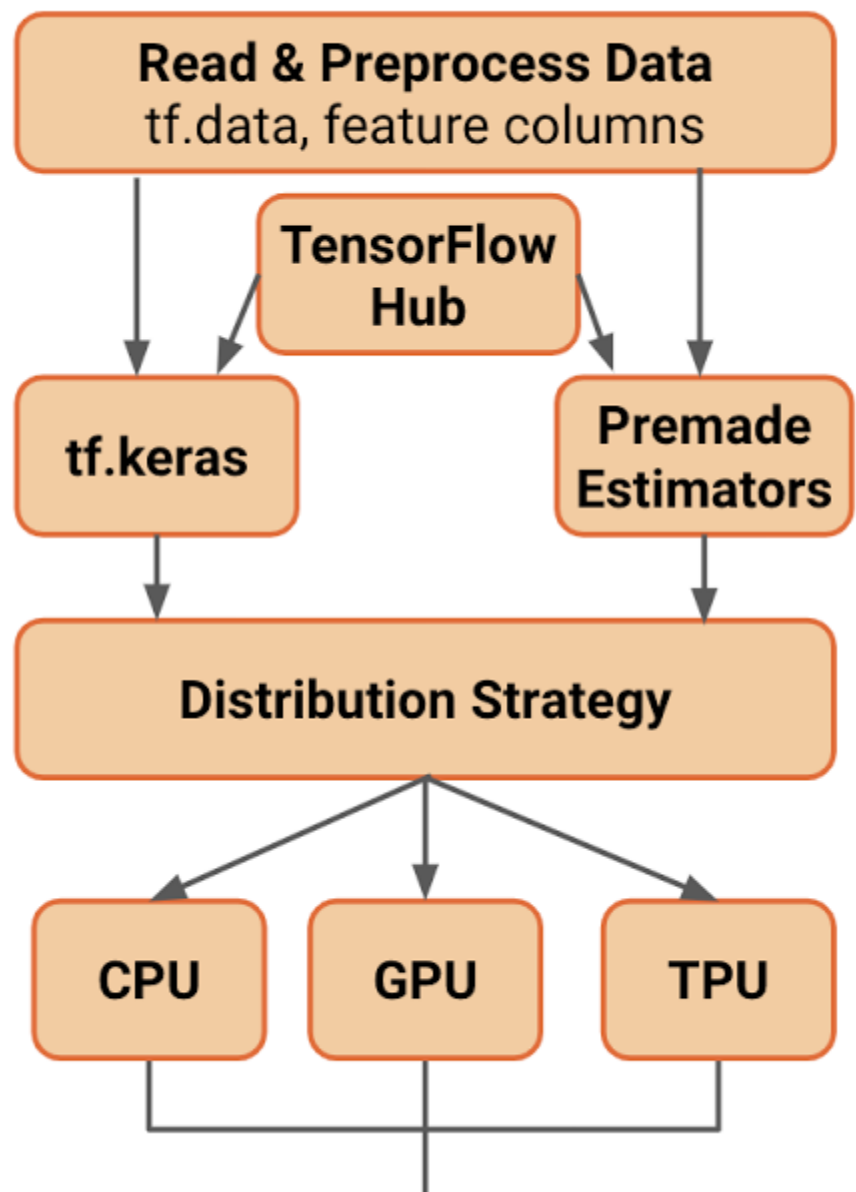 Read & Preprocess Data
tf.data, feature columns
TensorFlow
Hub
tf.keras
Premade
Estimators
Distribution Strategy
CPU
GPU
TPU